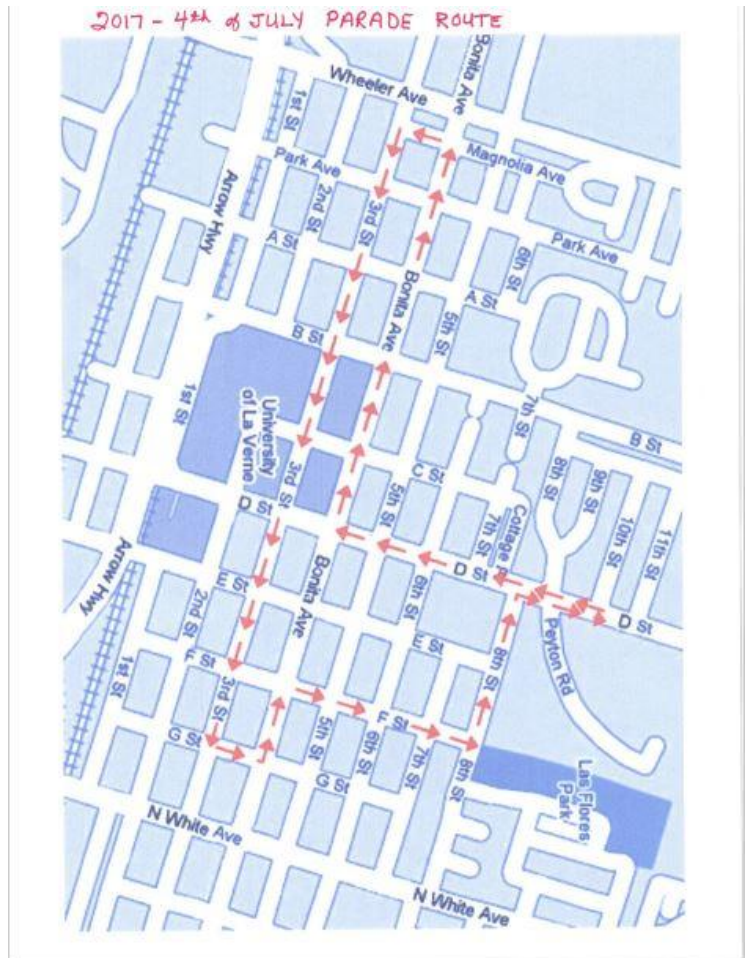 2017 - 4th of JULY PARADE ROUTE
Wheeler Ave
Bonita Ave
1st St
Magnolia Ave
Park Ave
Arrow Hwy
2nd St
3rd St
A St
Park Ave
6th St
Bonita Ave
A St
5th St
B St
1st St
University
of La Verne
7th St
B St
C St
8th St
9th St
10th St
11th St
3rd St
D St
5th St
7th St
Cottage
D St
D St
Arrow Hwy
Bonita Ave
E St
2nd St
6th St
E St
8th St
Peyton Rd
1st St
F St
3rd St
G St
5th St
6th St
F St
7th St
8th St
G St
Las Flores
Park
N White Ave
N White Ave